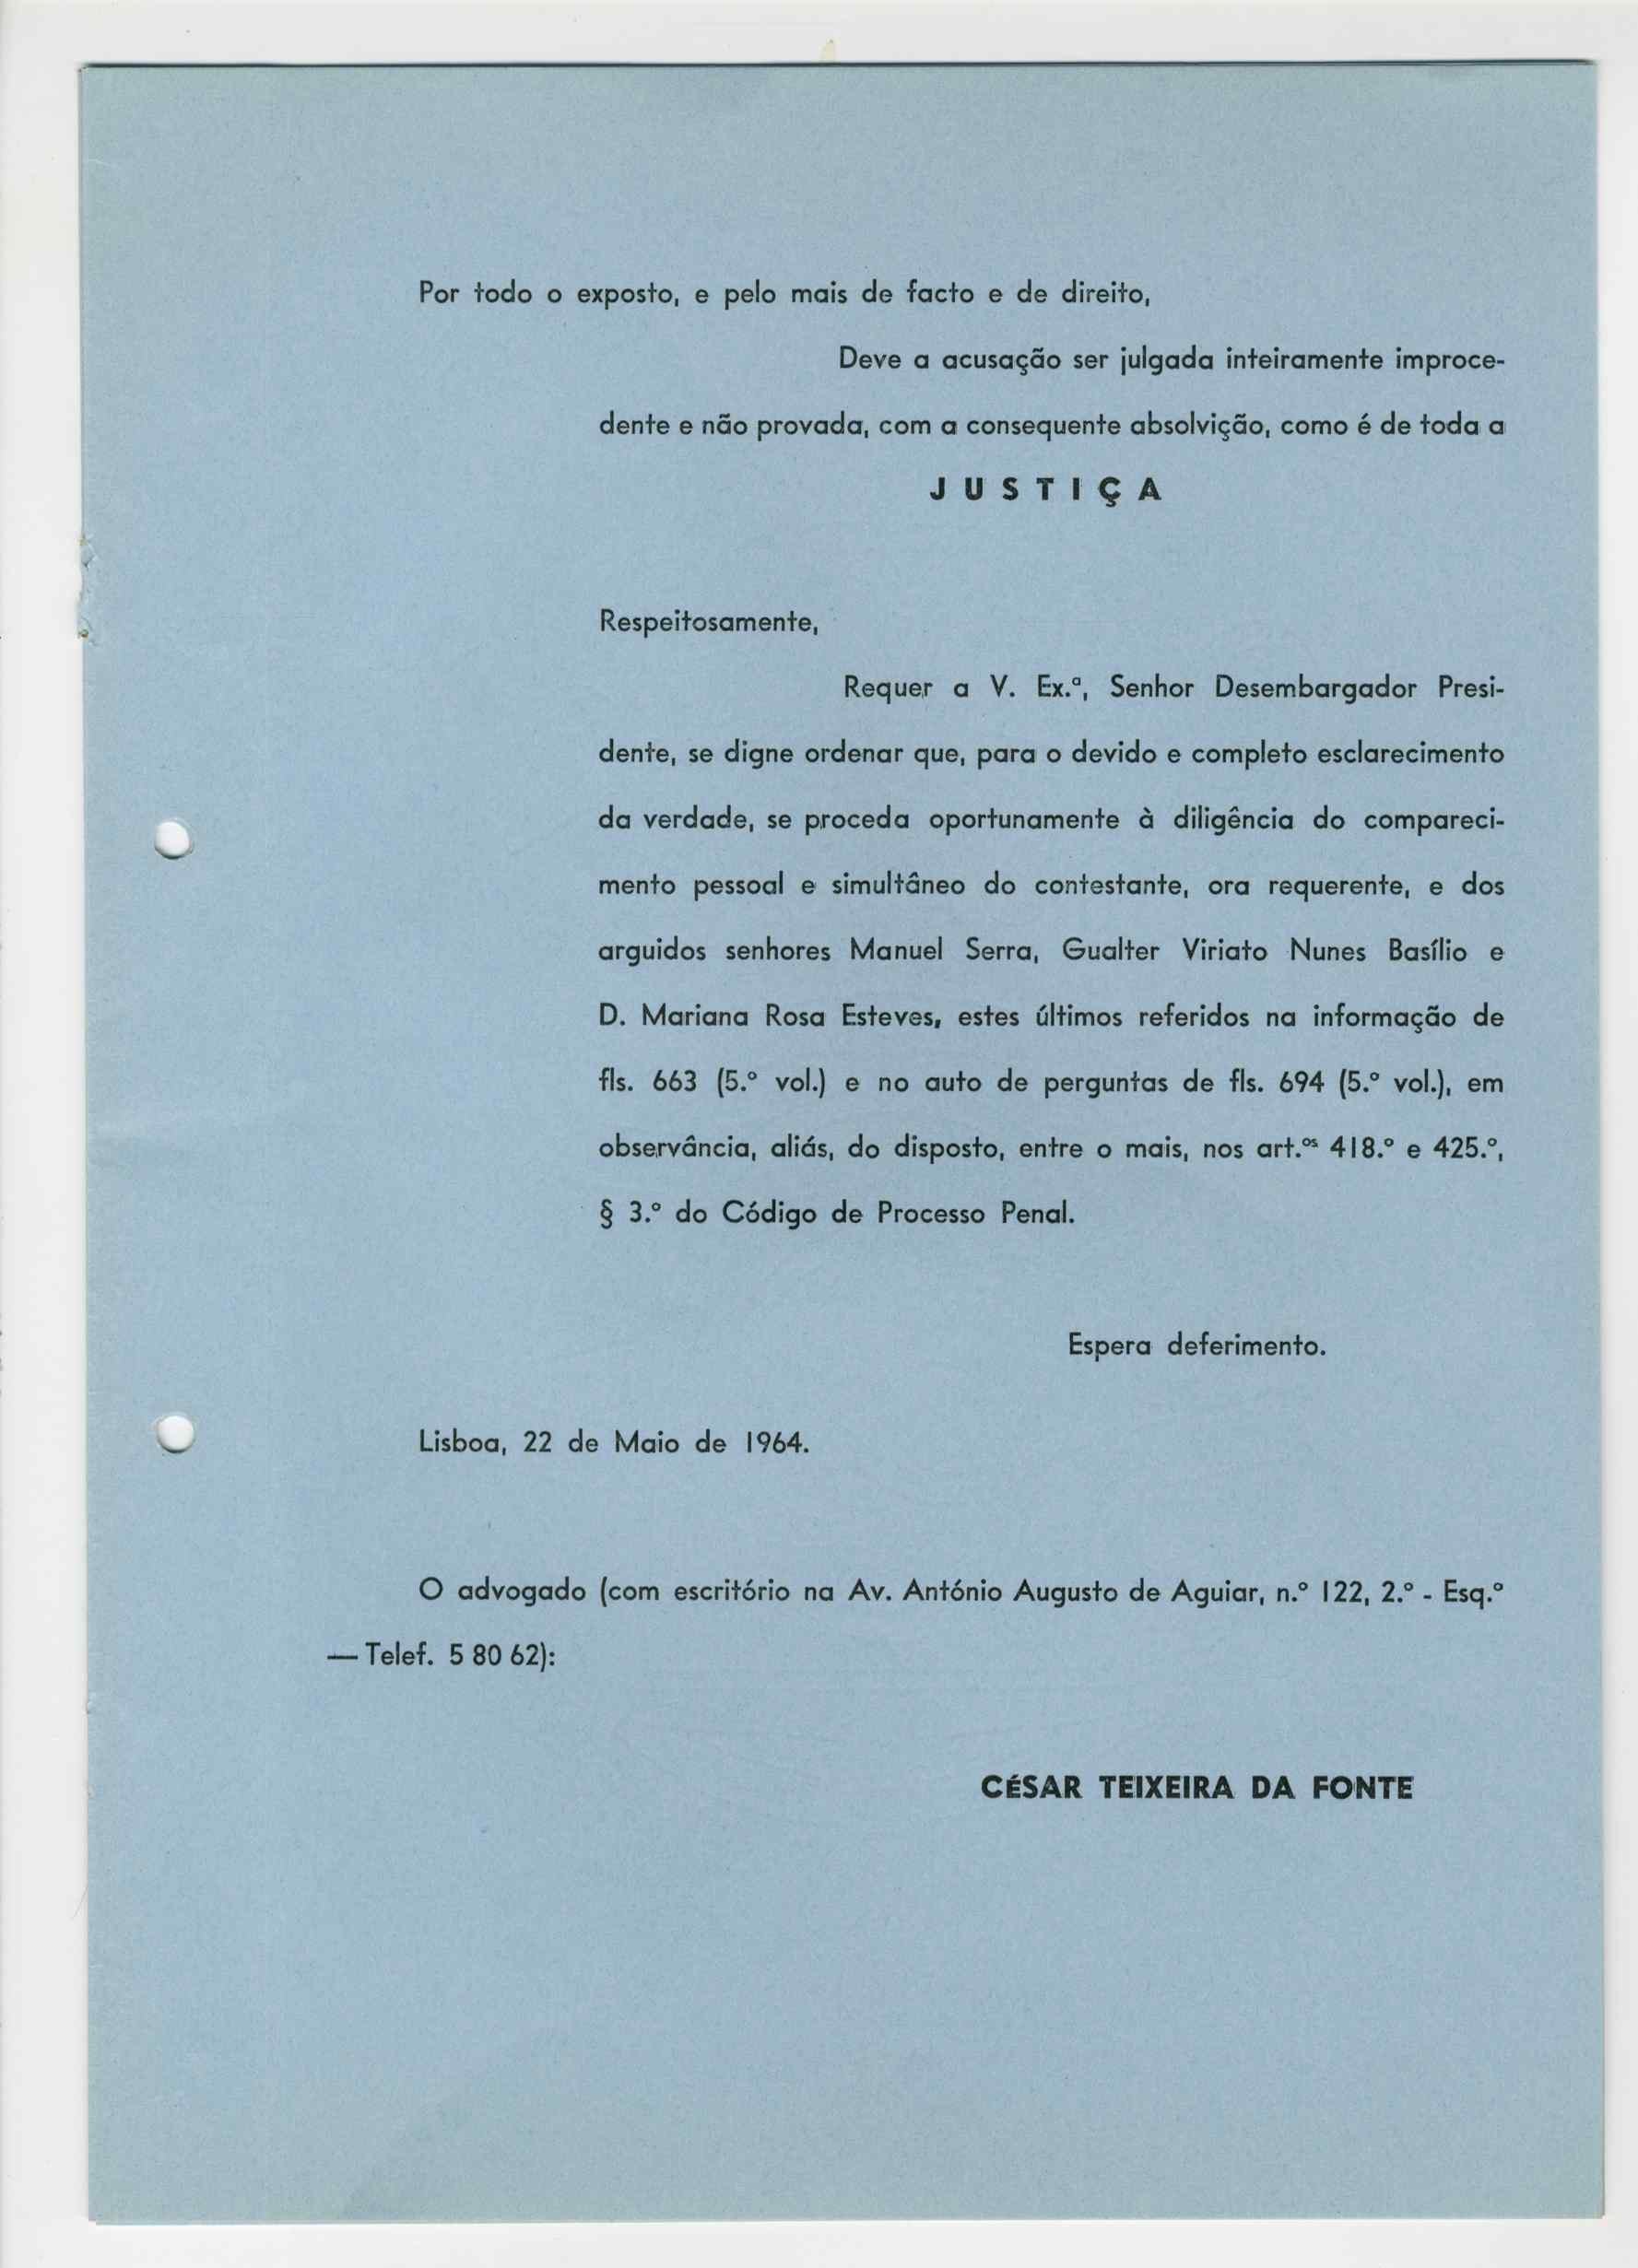 Por todo o exposto, e pelo mais de facto e de direito,
Deve a acusação ser julgada inteiramente improce-
dente e não provada, com a consequente absolvição, como é de toda a
JUSTIÇA
Respeitosamente,
Requer a V. Ex.ª, Senhor Desembargador Presi-
dente, se digne ordenar que, para o devido e completo esclarecimento
da verdade, se proceda oportunamente à diligência do compareci-
mento pessoal e simultâneo do contestante, ora requerente, e dos
arguidos senhores Manuel Serra, Gualter Viriato Nunes Basílio e
D. Mariana Rosa Esteves, estes últimos referidos na informação de
fls. 663 (5.º vol.) e no auto de perguntas de fls. 694 (5.º vol.), em
observância, aliás, do disposto, entre o mais, nos art.ºˢ 418.º e 425.º,
§ 3.º do Código de Processo Penal.
Espera deferimento.
Lisboa, 22 de Maio de 1964.
O advogado (com escritório na Av. António Augusto de Aguiar, n.º 122, 2.º - Esq.º
— Telef. 5 80 62):
CÉSAR TEIXEIRA DA FONTE